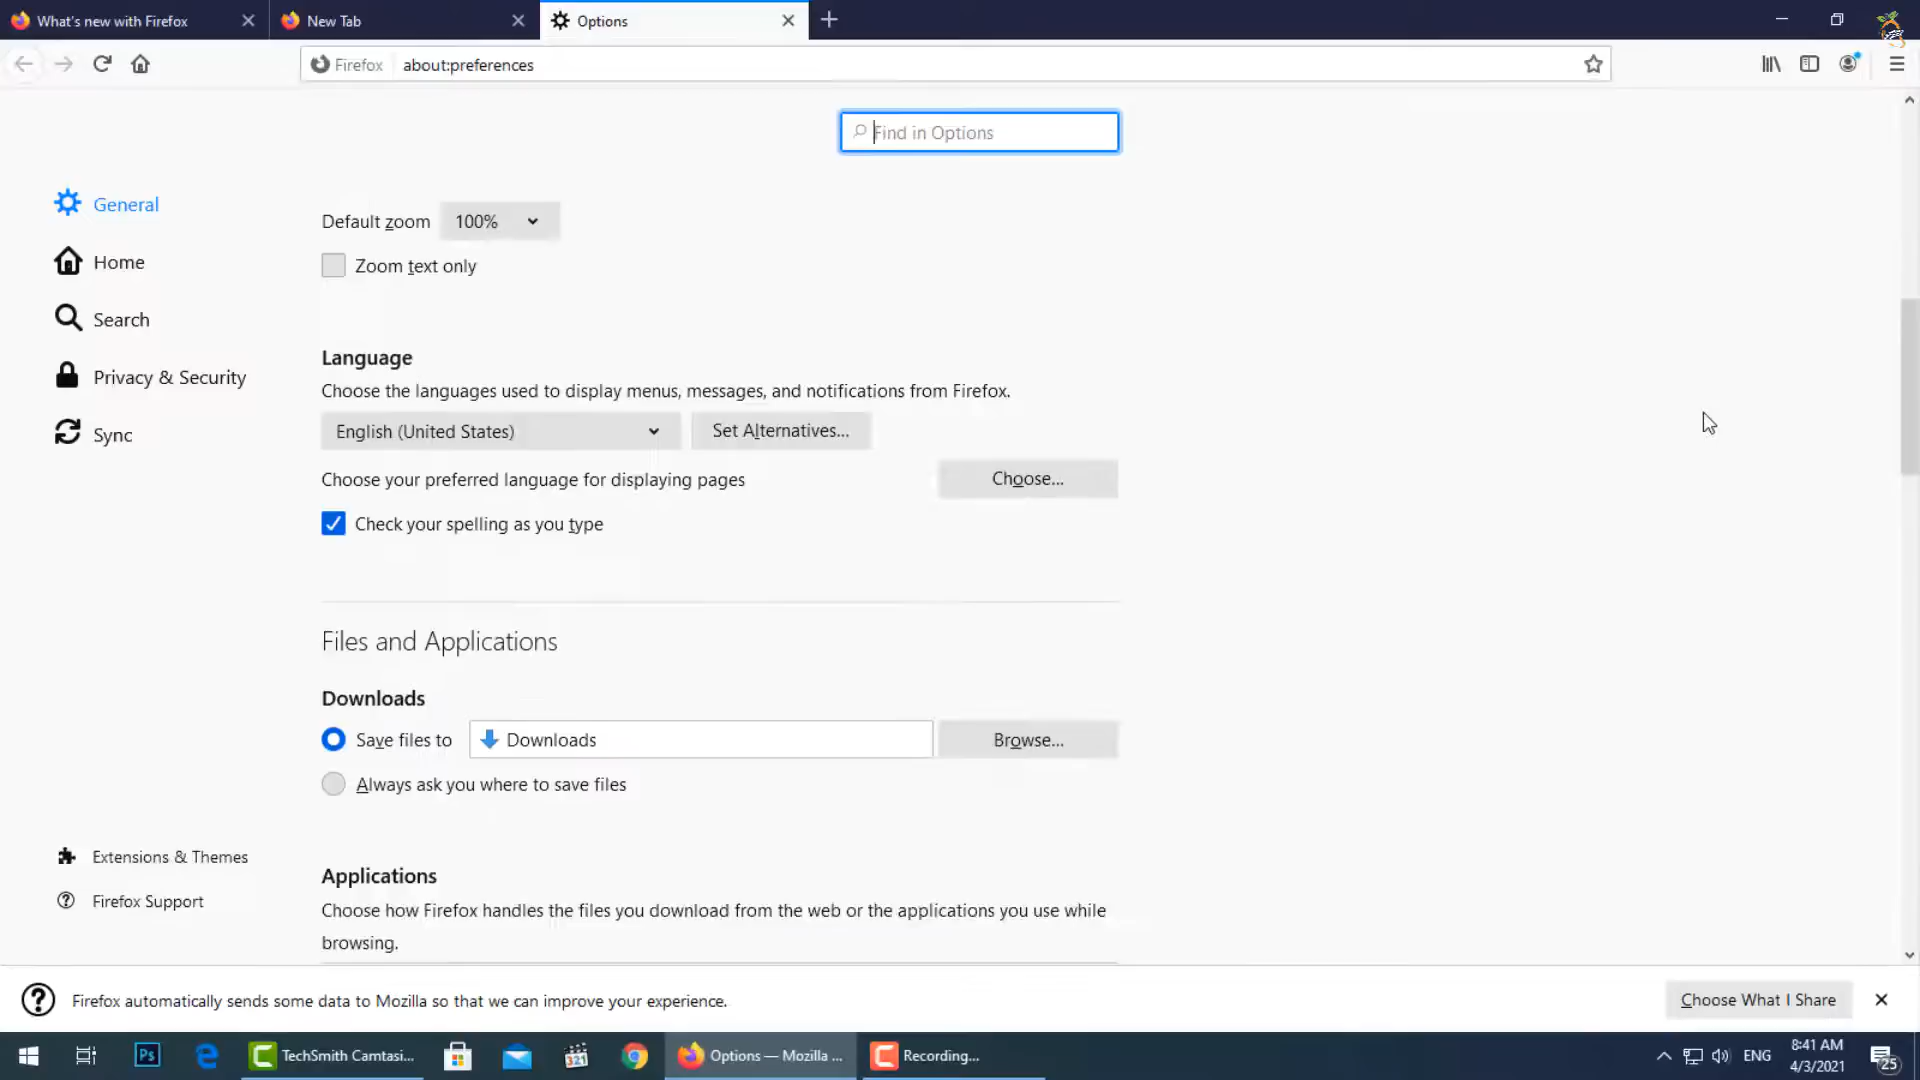 What's new with Firefox
New Tab
Options
Firefox
about:preferences
Find in Options
General
Home
Search
Privacy & Security
Sync
Extensions & Themes
Firefox Support
Default zoom 100%
Zoom text only
Language
Choose the languages used to display menus, messages, and notifications from Firefox.
English (United States)
Set Alternatives...
Choose your preferred language for displaying pages
Choose...
Check your spelling as you type
Files and Applications
Downloads
Save files to
Downloads
Browse...
Always ask you where to save files
Applications
Choose how Firefox handles the files you download from the web or the applications you use while
browsing.
Firefox automatically sends some data to Mozilla so that we can improve your experience.
Choose What I Share
Ps
TechSmith Camtasi...
321
Options — Mozilla ...
Recording...
ENG
8:41 AM
4/3/2021
25